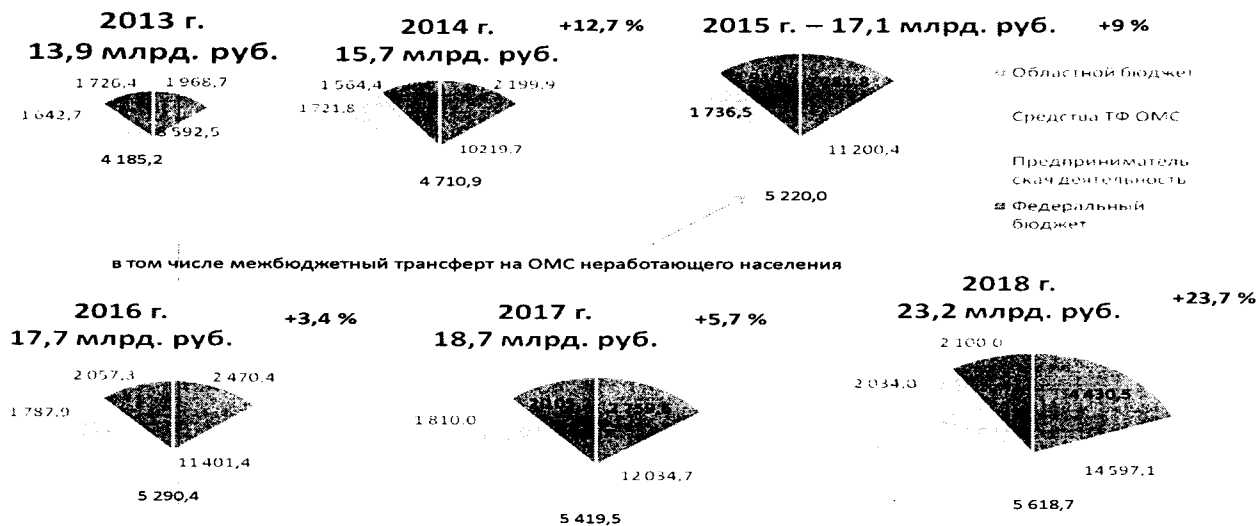 2013 г.
13,9 млрд. руб.
1 726,4 1 968,7
1 642,7
8 592,5
4 185,2
2014 г. +12,7 %
15,7 млрд. руб.
1 564,4 2 199,9
1 721,8
10219,7
4 710,9
2015 г. – 17,1 млрд. руб. +9 %
1 736,5
11 200,4
5 220,0
Областной бюджет
Средства ТФ ОМС
Предприниматель
ская деятельность
Федеральный
бюджет
в том числе межбюджетный трансферт на ОМС неработающего населения
2016 г. +3,4 %
17,7 млрд. руб.
2 057,3 2 470,4
1 787,9
11 401,4
5 290,4
2017 г. +5,7 %
18,7 млрд. руб.
1 810,0
12 034,7
5 419,5
2018 г. +23,7 %
23,2 млрд. руб.
2 100,0
2 034,0
4 430,5
14 597,1
5 618,7